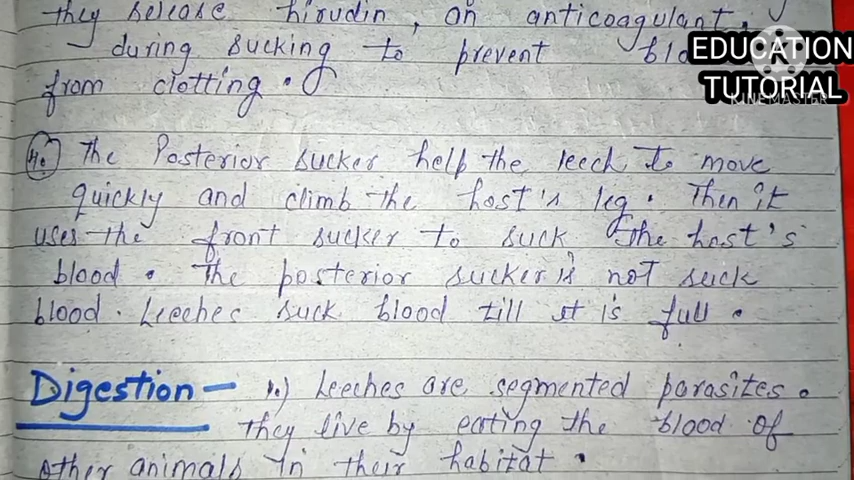 they release hirudin, an anticoagulant,
during sucking to prevent
from clotting.
4. The Posterior sucker help the leech to move
quickly and climb the host's leg. Then it
uses the front sucker to suck the host's
blood. The posterior sucker is not suck
blood. Leeches suck blood till it is full.
Digestion - 1.) Leeches are segmented parasites.
They live by eating the blood of
other animals in their habitat.
EDUCATION
TUTORIAL
KINEMASTER